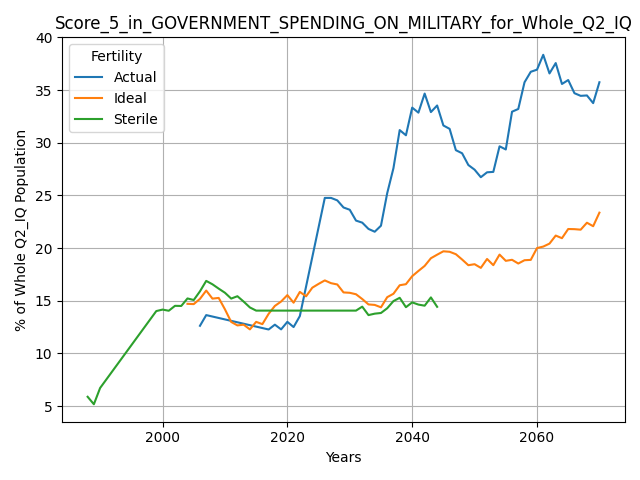 Score_5_in_GOVERNMENT_SPENDING_ON_MILITARY_for_Whole_Q2_IQ
Fertility
Actual
Ideal
Sterile
% of Whole Q2_IQ Population
40
35
30
25
20
15
10
5
2000 2020 2040 2060
Years